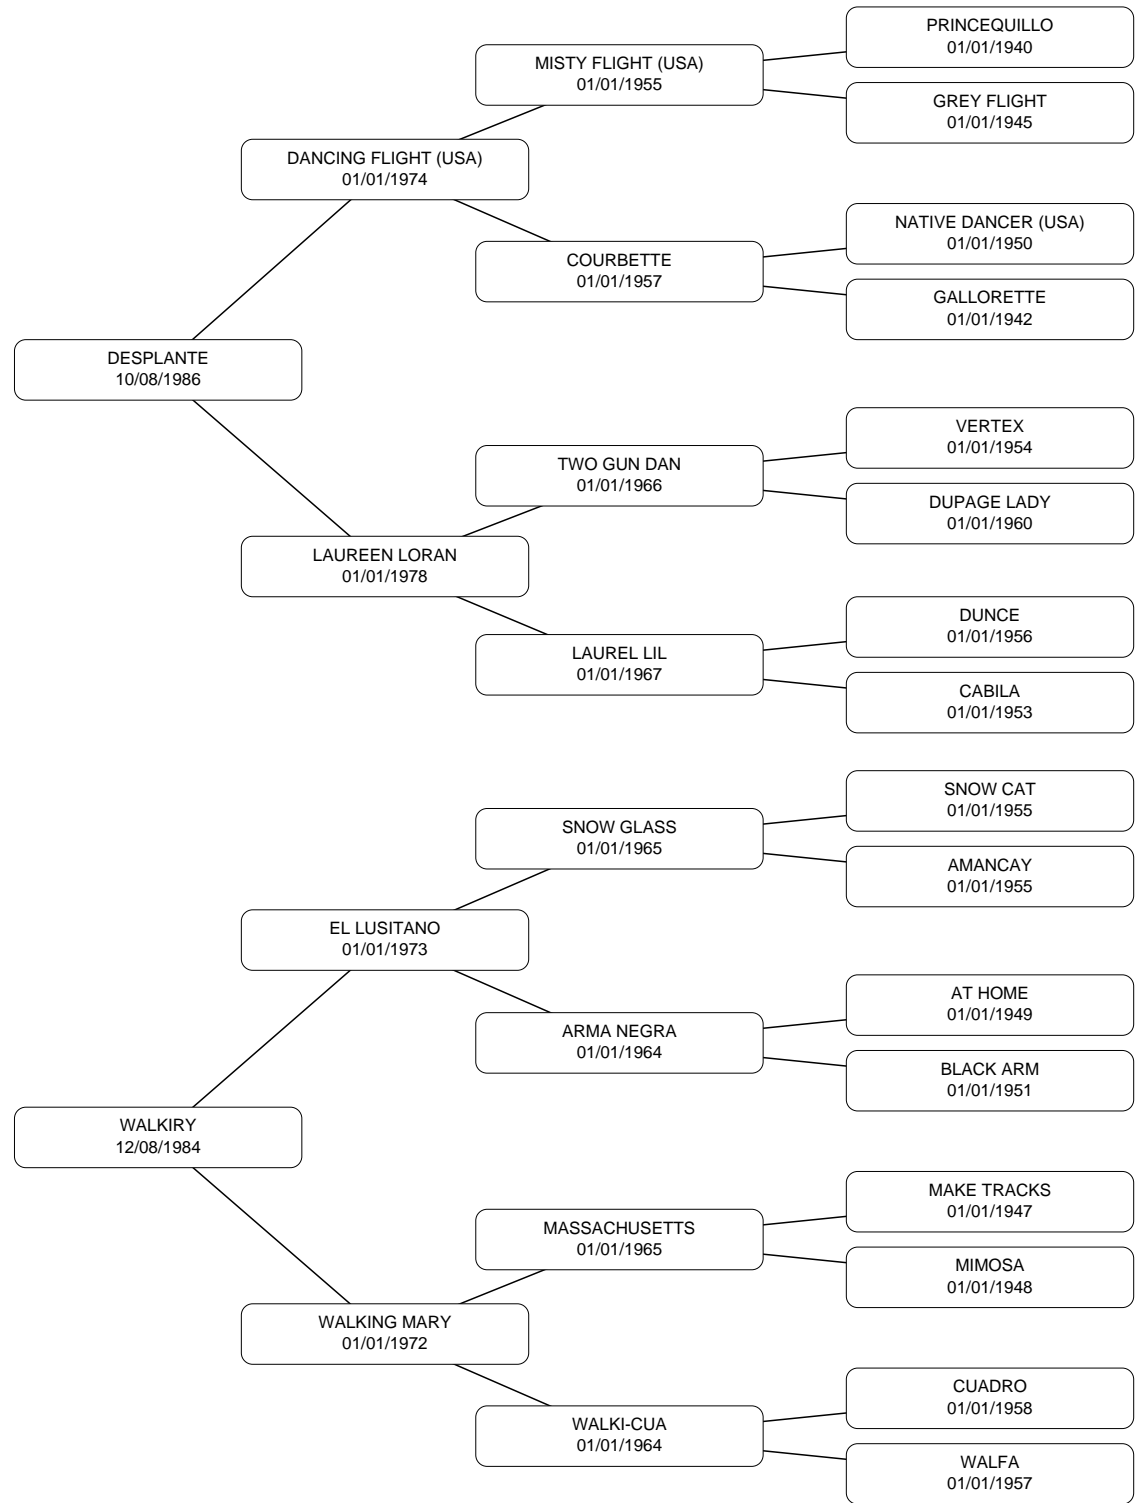 PRINCEQUILLO
01/01/1940
MISTY FLIGHT (USA)
01/01/1955
GREY FLIGHT
01/01/1945
DANCING FLIGHT (USA)
01/01/1974
NATIVE DANCER (USA)
01/01/1950
COURBETTE
01/01/1957
GALLORETTE
01/01/1942
DESPLANTE
10/08/1986
VERTEX
01/01/1954
TWO GUN DAN
01/01/1966
DUPAGE LADY
01/01/1960
LAUREEN LORAN
01/01/1978
DUNCE
01/01/1956
LAUREL LIL
01/01/1967
CABILA
01/01/1953
SNOW CAT
01/01/1955
SNOW GLASS
01/01/1965
AMANCAY
01/01/1955
EL LUSITANO
01/01/1973
AT HOME
01/01/1949
ARMA NEGRA
01/01/1964
BLACK ARM
01/01/1951
WALKIRY
12/08/1984
MAKE TRACKS
01/01/1947
MASSACHUSETTS
01/01/1965
MIMOSA
01/01/1948
WALKING MARY
01/01/1972
CUADRO
01/01/1958
WALKI-CUA
01/01/1964
WALFA
01/01/1957